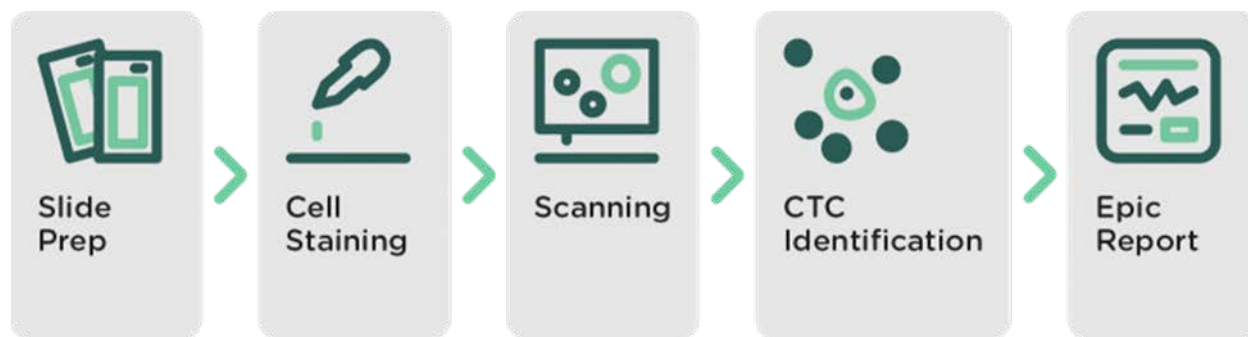 Slide
Prep
Cell
Staining
Scanning
CTC
Identification
Epic
Report